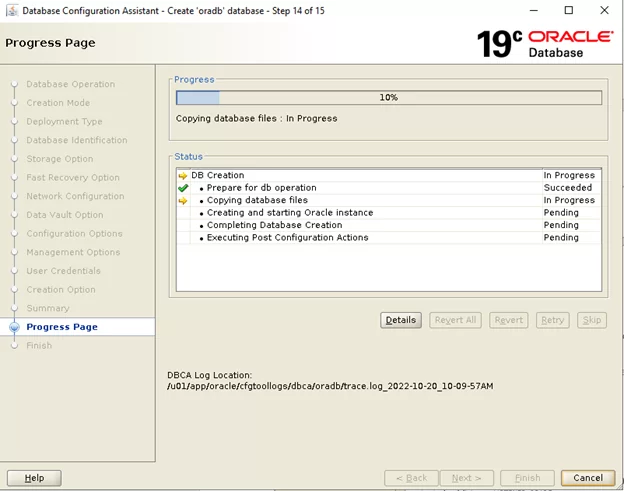 Database Configuration Assistant - Create 'oradb' database - Step 14 of 15
Progress Page
19c ORACLE
Database
Database Operation
Creation Mode
Deployment Type
Database Identification
Storage Option
Fast Recovery Option
Network Configuration
Data Vault Option
Configuration Options
Management Options
User Credentials
Creation Option
Summary
Progress Page
Finish
Progress
10%
Copying database files : In Progress
Status
DB Creation In Progress
• Prepare for db operation Succeeded
• Copying database files In Progress
• Creating and starting Oracle instance Pending
• Completing Database Creation Pending
• Executing Post Configuration Actions Pending
Details Revert All Revert Retry Skip
DBCA Log Location:
/u01/app/oracle/cfgtoollogs/dbca/oradb/trace.log_2022-10-20_10-09-57AM
Help < Back Next > Finish Cancel